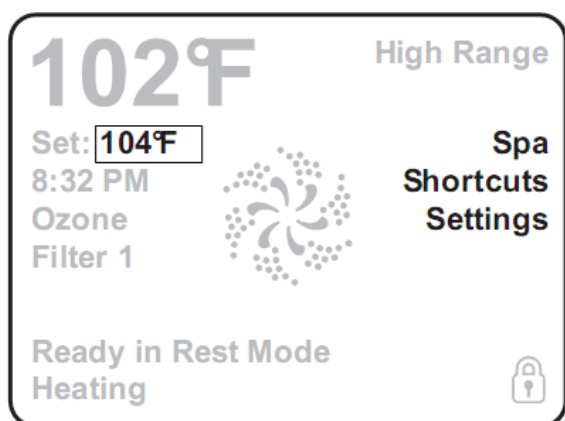 102°F
High Range
Set: 104°F
Spa
8:32 PM
Shortcuts
Ozone
Settings
Filter 1
Ready in Rest Mode
Heating